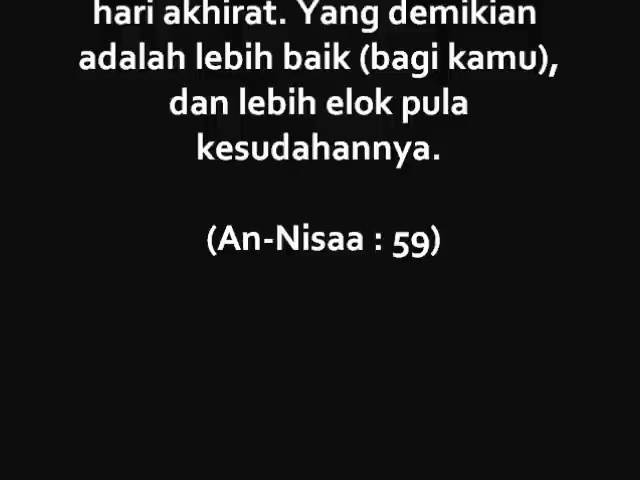 hari akhirat. Yang demikian
adalah lebih baik (bagi kamu),
dan lebih elok pula
kesudahannya.
(An-Nisaa : 59)